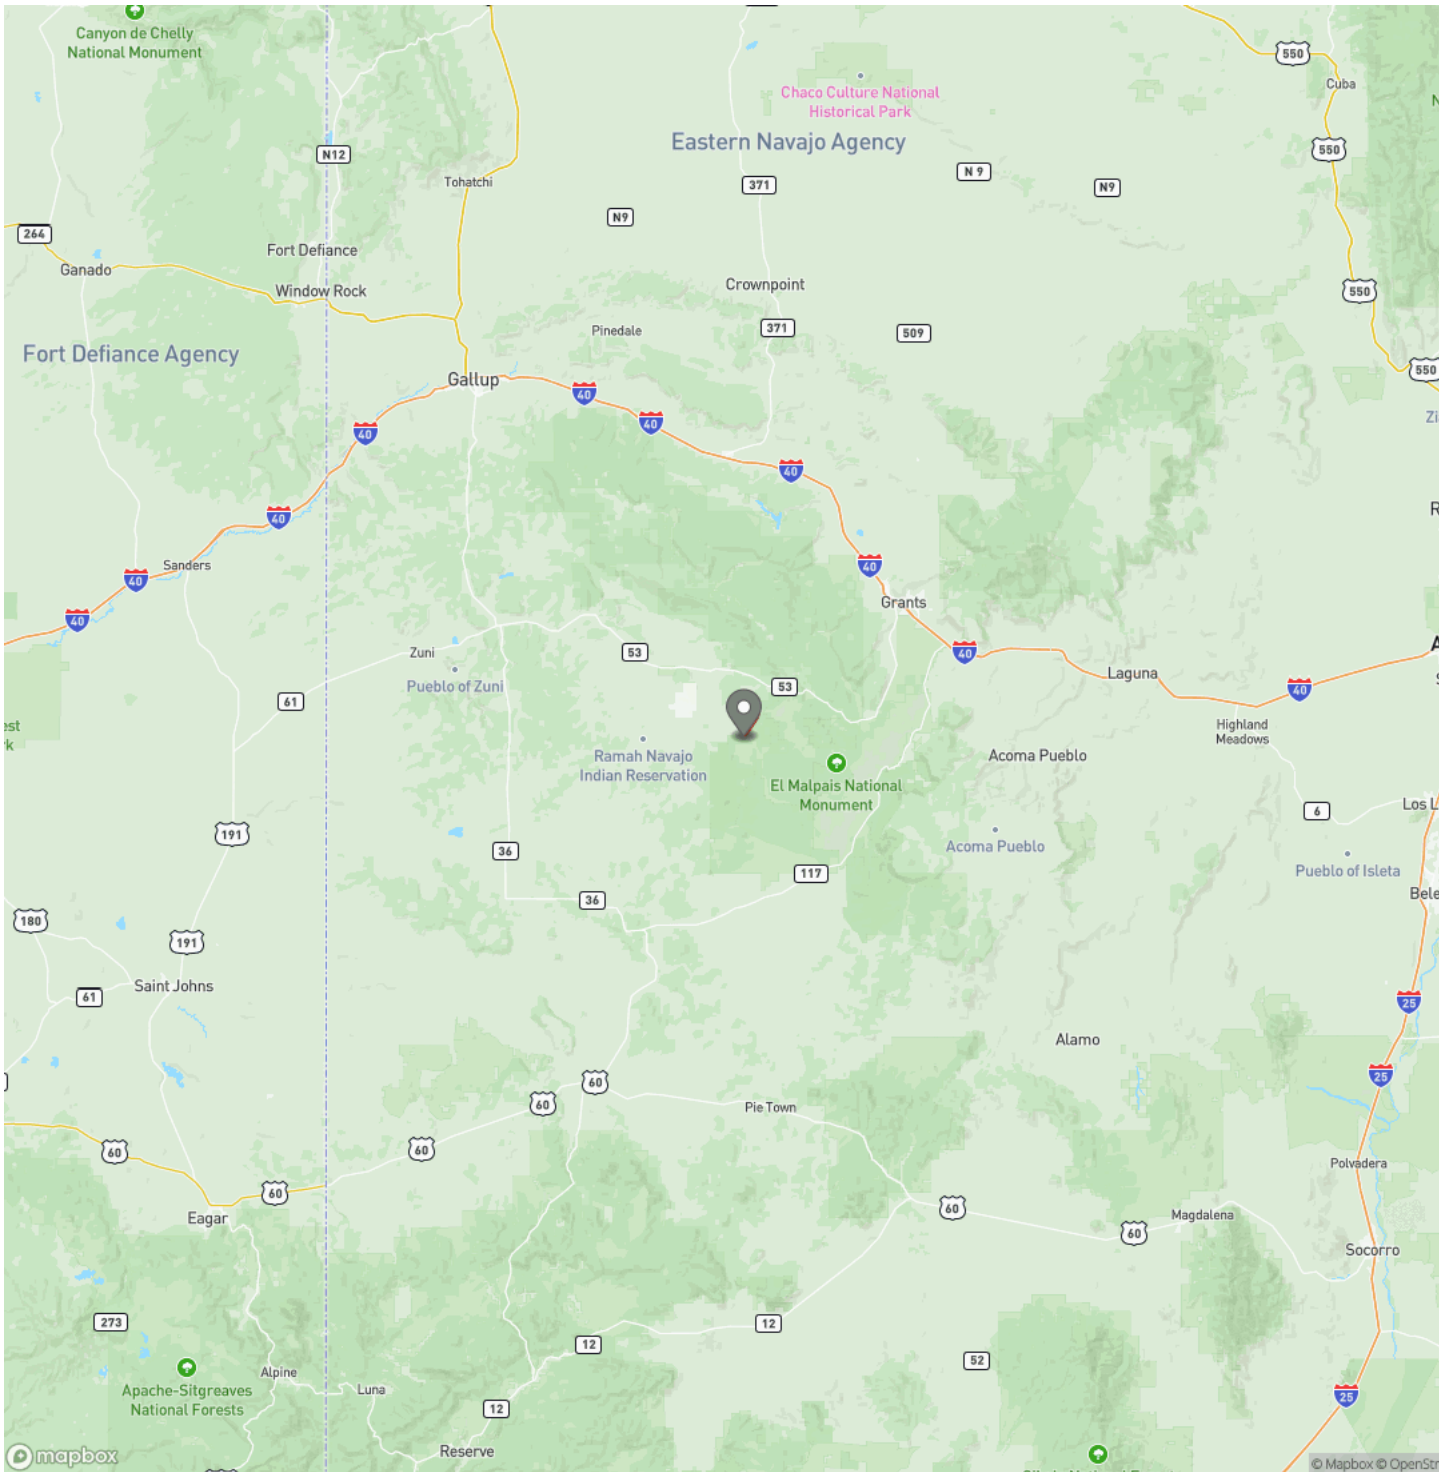 Canyon de Chelly
National Monument
550
Cuba
Chaco Culture National
Historical Park
Eastern Navajo Agency
N12
550
N 9
Tohatchi
371
N9
N9
264
Fort Defiance
Ganado
Crownpoint
Window Rock
550
Pinedale
371
509
Fort Defiance Agency
550
Gallup
40
40
40
40
40
Sanders
40
40
40
Grants
Zuni
53
40
Laguna
Pueblo of Zuni
53
40
61
Highland
Meadows
Ramah Navajo
Indian Reservation
El Malpais National
Monument
Acoma Pueblo
6
191
36
Acoma Pueblo
Pueblo of Isleta
117
36
180
191
Saint Johns
61
25
Alamo
25
60
60
Pie Town
60
60
60
Polvadera
Eagar
60
60
Magdalena
Socorro
273
12
12
52
Alpine
Luna
Apache-Sitgreaves
National Forests
25
12
Reserve
mapbox
© Mapbox © OpenStr